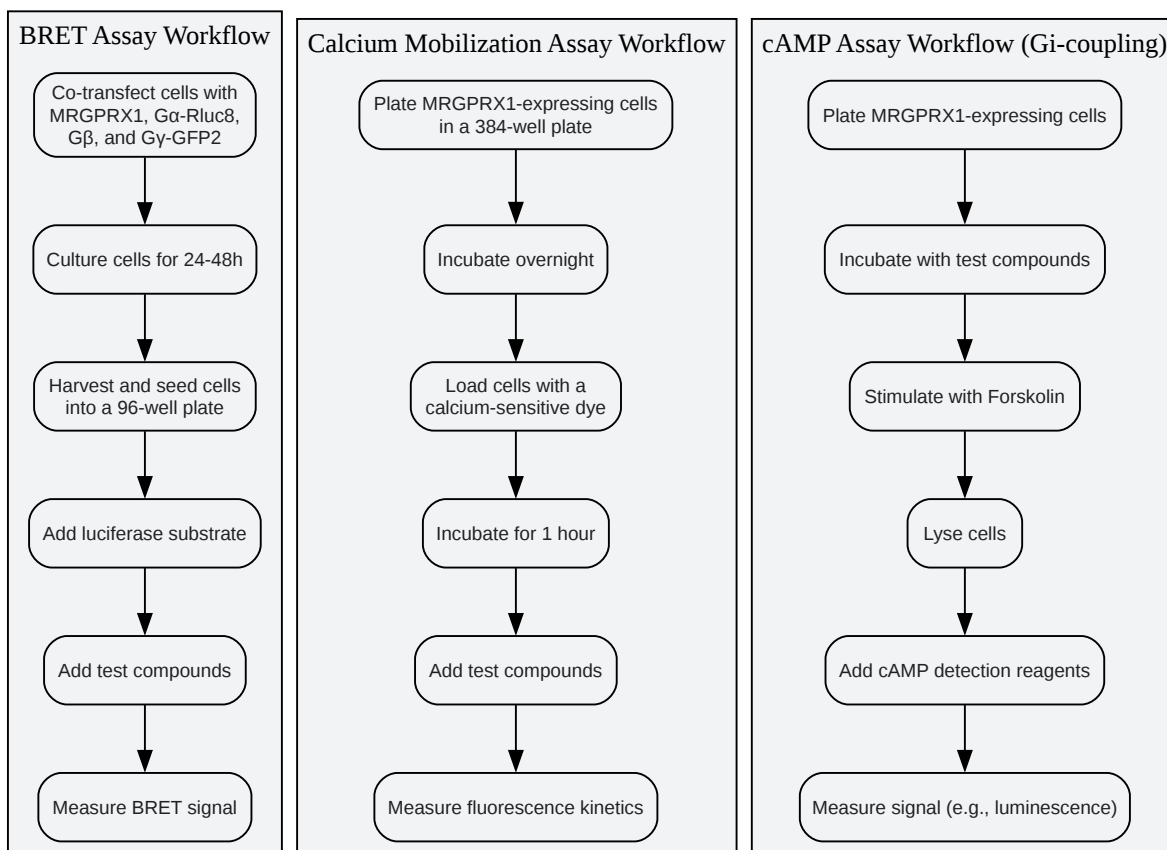 BRET Assay Workflow
Co-transfect cells with
MRGPRX1, Gα-Rluc8,
Gβ, and Gγ-GFP2
Culture cells for 24-48h
Harvest and seed cells
into a 96-well plate
Add luciferase substrate
Add test compounds
Measure BRET signal
Calcium Mobilization Assay Workflow
Plate MRGPRX1-expressing cells
in a 384-well plate
Incubate overnight
Load cells with a
calcium-sensitive dye
Incubate for 1 hour
Add test compounds
Measure fluorescence kinetics
cAMP Assay Workflow (Gi-coupling)
Plate MRGPRX1-expressing cells
Incubate with test compounds
Stimulate with Forskolin
Lyse cells
Add cAMP detection reagents
Measure signal (e.g., luminescence)